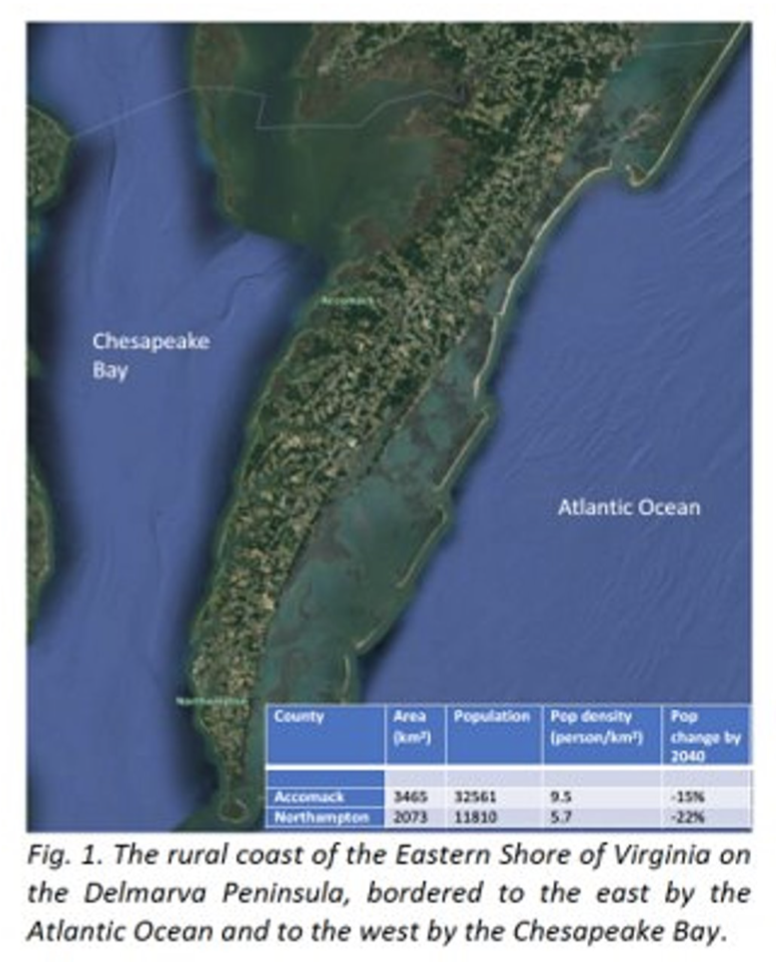 Accomack
Chesapeake
Bay
Atlantic Ocean
Northampton
County Area (km²) Population Pop density (person/km²) Pop change by 2040
Accomack 3465 32561 9.5 -15%
Northampton 2073 11810 5.7 -22%
Fig. 1. The rural coast of the Eastern Shore of Virginia on
the Delmarva Peninsula, bordered to the east by the
Atlantic Ocean and to the west by the Chesapeake Bay.